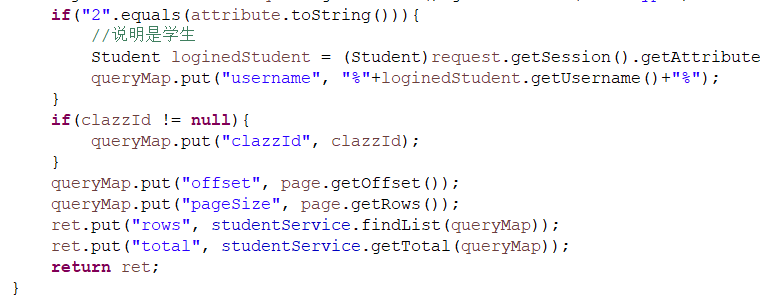 if("2".equals(attribute.toString())){
//说明是学生
Student loginedStudent = (Student)request.getSession().getAttribute
queryMap.put("username", "%"+loginedStudent.getUsername()+"%");
}
if(clazzId != null){
queryMap.put("clazzId", clazzId);
}
queryMap.put("offset", page.getOffset());
queryMap.put("pageSize", page.getRows());
ret.put("rows", studentService.findList(queryMap));
ret.put("total", studentService.getTotal(queryMap));
return ret;
}